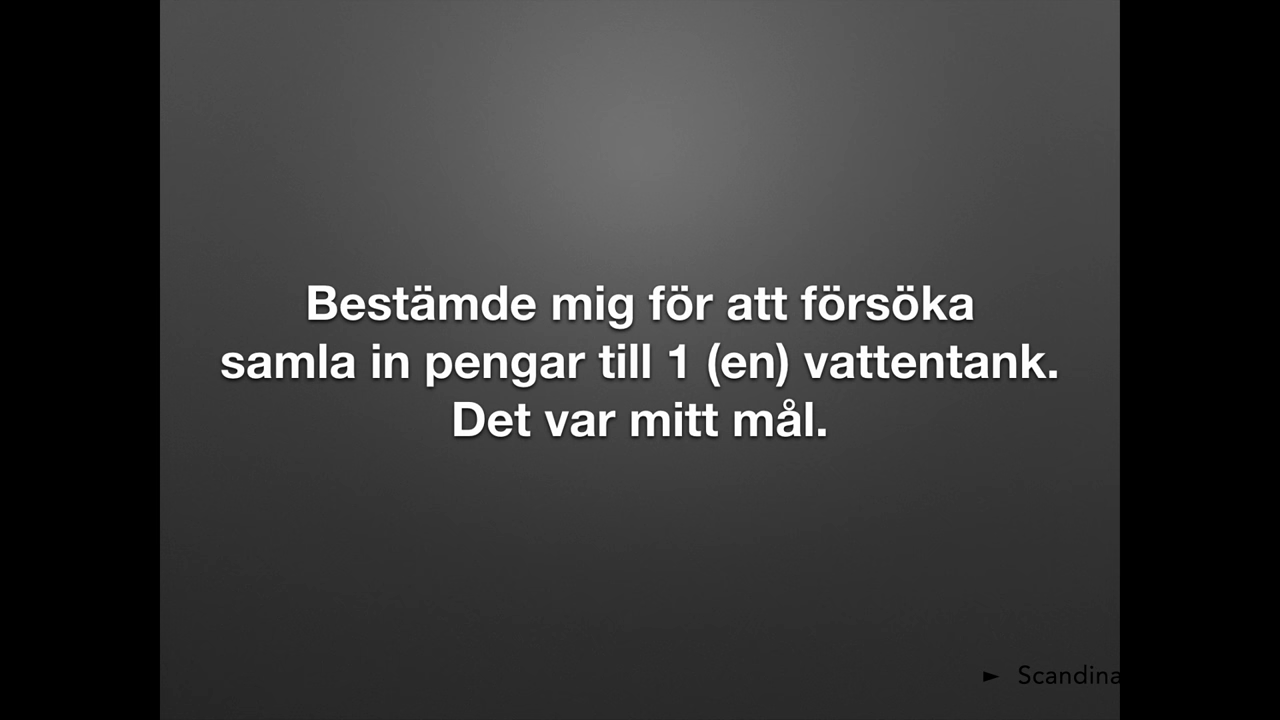 Bestämde mig för att försöka
samla in pengar till 1 (en) vattentank.
Det var mitt mål.
► Scandina